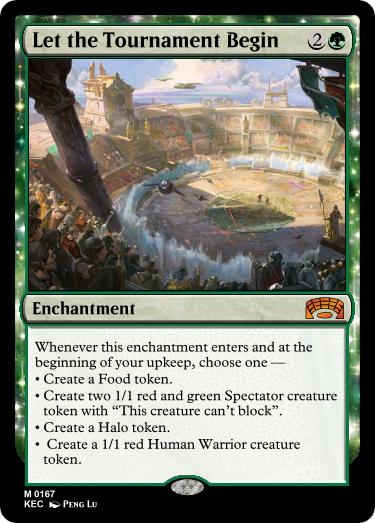 Let the Tournament Begin 2
Enchantment
Whenever this enchantment enters and at the
beginning of your upkeep, choose one —
• Create a Food token.
• Create two 1/1 red and green Spectator creature
token with “This creature can't block”.
• Create a Halo token.
• Create a 1/1 red Human Warrior creature
token.
M 0167
KEC Peng Lu